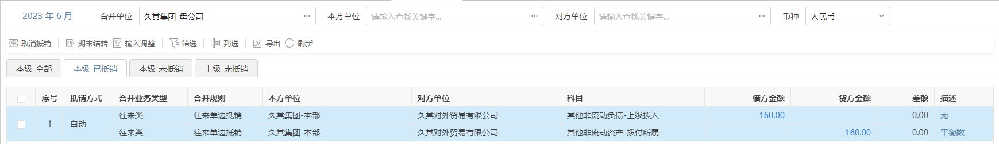 2023 年 6 月 合并单位 久其集团-母公司 ... 本方单位 请输入查找关键字... ... 对方单位 请输入查找关键字... ... 币种 人民币
取消抵销 期末结转 输入调整 筛选 列选 导出 刷新
本级-全部 本级-已抵销 本级-未抵销 上级-未抵销
序号 抵销方式 合并业务类型 合并规则 本方单位 对方单位 科目 借方金额 贷方金额 差额 描述
1 自动 往来类 往来单边抵销 久其集团-本部 久其对外贸易有限公司 其他非流动负债-上级拨入 160.00 0.00 无
往来类 往来单边抵销 久其集团-本部 久其对外贸易有限公司 其他非流动资产-拨付所属 160.00 0.00 平衡数